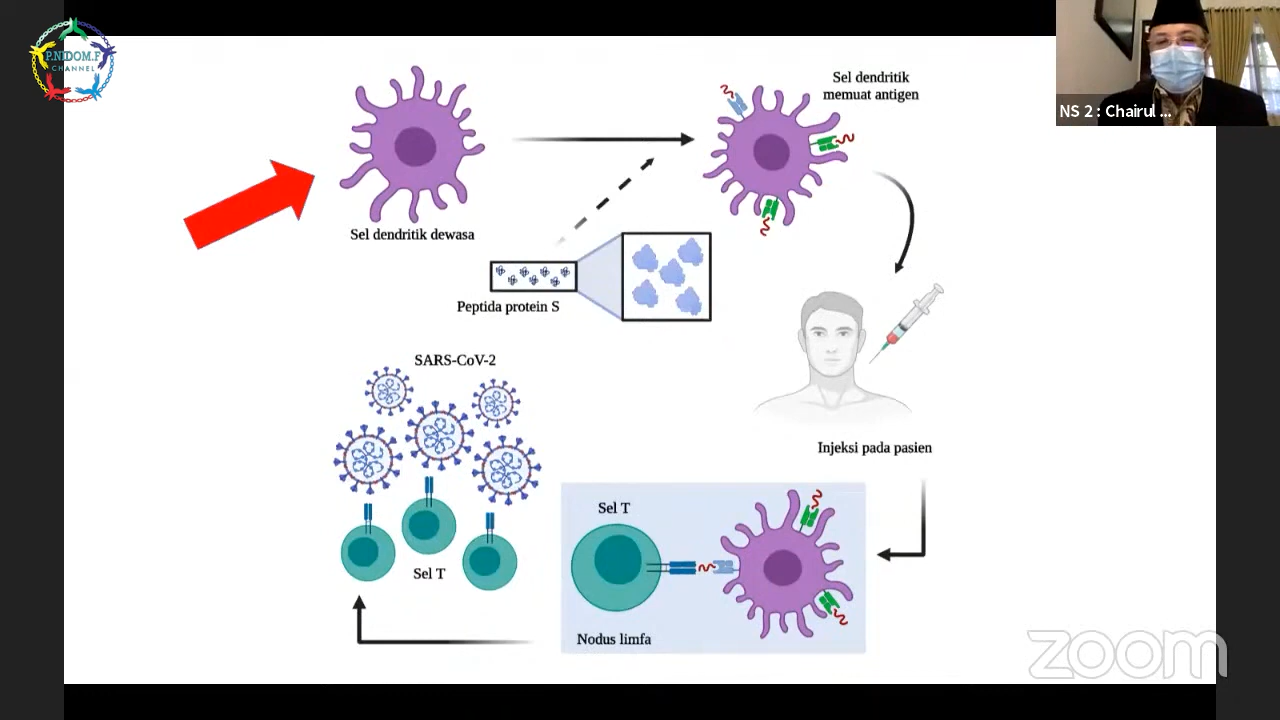 P.NIDOM.F
CHANNEL
NS 2 : Chairul ...
Sel dendritik
memuat antigen
Sel dendritik dewasa
Peptida protein S
SARS-CoV-2
Injeksi pada pasien
Sel T
Sel T
Nodus limfa
zoom